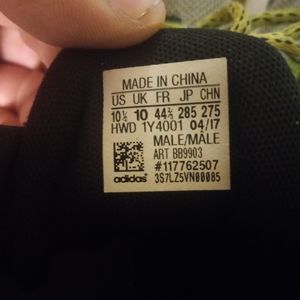 MADE IN CHINA
US UK FR JP CHN
10½ 10 44⅔ 285 275
HWD 1Y4001 04/17
MALE/MÂLE
ART BB9903
#117762507
adidas 3S7LZ5VN00085